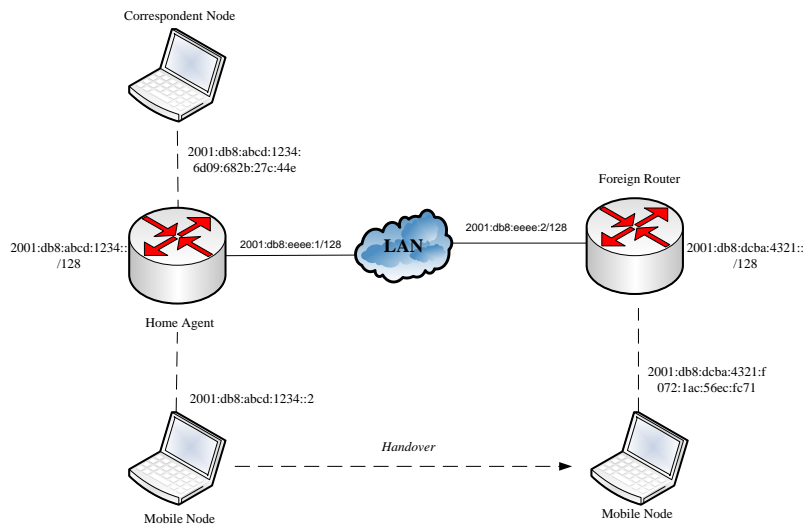 Correspondent Node
2001:db8:abcd:1234:
6d09:682b:27c:44e
Foreign Router
2001:db8:abcd:1234::
/128
2001:db8:eeee:1/128
LAN
2001:db8:eeee:2/128
2001:db8:dcba:4321::
/128
Home Agent
2001:db8:abcd:1234::2
2001:db8:dcba:4321:f
072:1ac:56ec:fc71
Handover
Mobile Node
Mobile Node